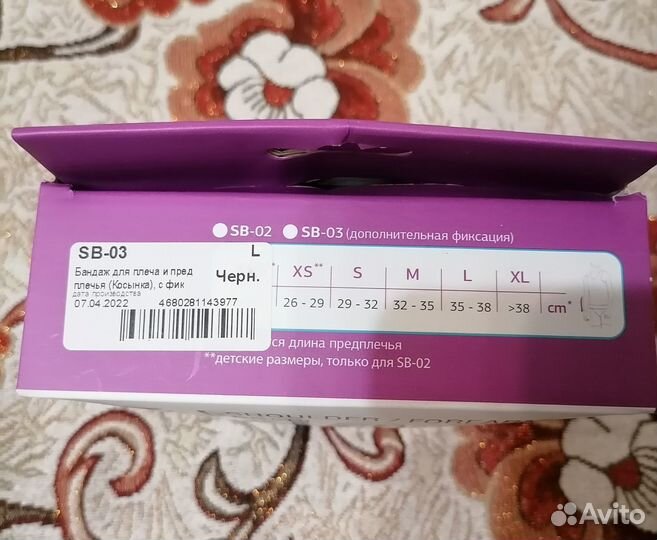 SB-02 SB-03 (дополнительная фиксация)
SB-03 L
Бандаж для плеча и пред
плечья (Косынка), с фик
Черн.
дата производства
07.04.2022 4680281143977
** XS** S M L XL
26 - 29 29 - 32 32 - 35 35 - 38 >38 cm*
ся длина предплечья
**детские размеры, только для SB-02
SHOULDER
Avito